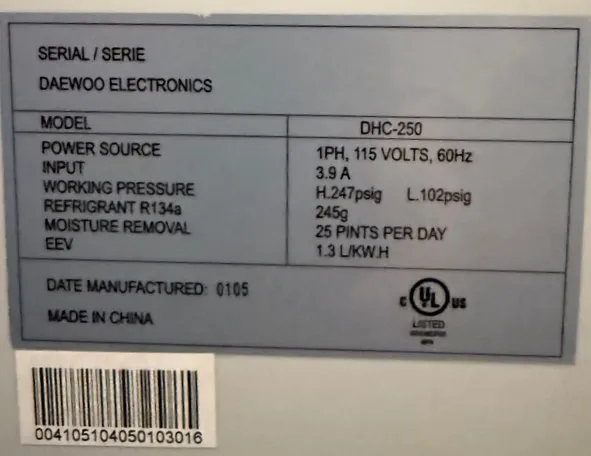 SERIAL / SERIE
DAEWOO ELECTRONICS
MODEL DHC-250
POWER SOURCE 1PH, 115 VOLTS, 60Hz
INPUT 3.9 A
WORKING PRESSURE H.247psig L.102psig
REFRIGRANT R134a 245g
MOISTURE REMOVAL 25 PINTS PER DAY
EEV 1.3 L/KW.H
DATE MANUFACTURED: 0105
MADE IN CHINA
C UL US
LISTED
004105104050103016